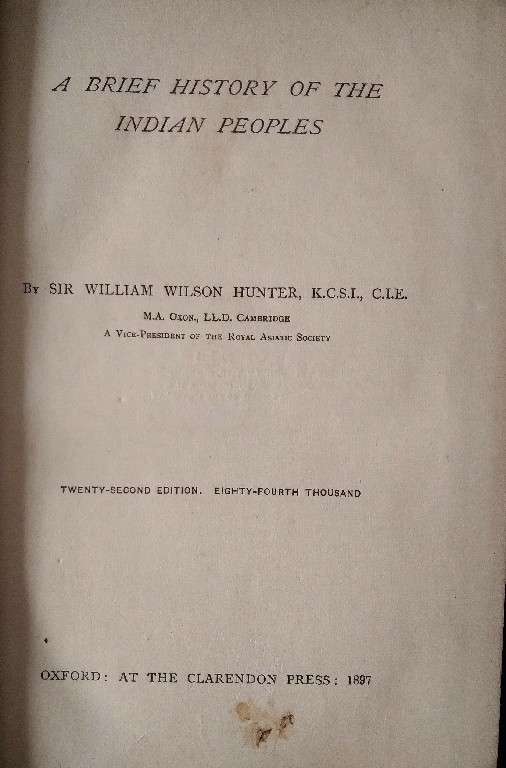 A BRIEF HISTORY OF THE
INDIAN PEOPLES
BY SIR WILLIAM WILSON HUNTER, K.C.S.I., C.I.E.
M.A. OXON., LL.D. CAMBRIDGE
A VICE-PRESIDENT OF THE ROYAL ASIATIC SOCIETY
TWENTY-SECOND EDITION. EIGHTY-FOURTH THOUSAND
OXFORD: AT THE CLARENDON PRESS: 1897